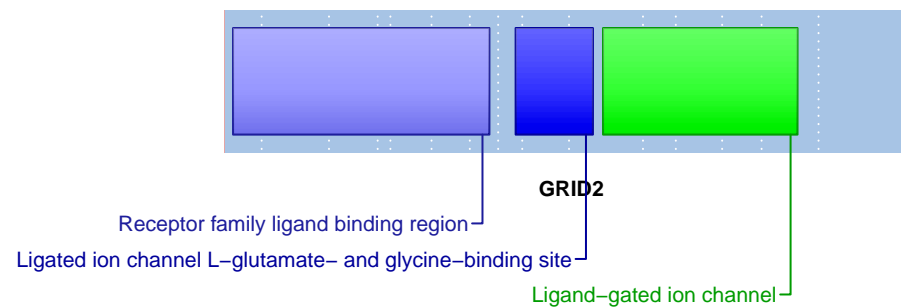 GRID2
Receptor family ligand binding region
Ligated ion channel L−glutamate− and glycine−binding site
Ligand−gated ion channel